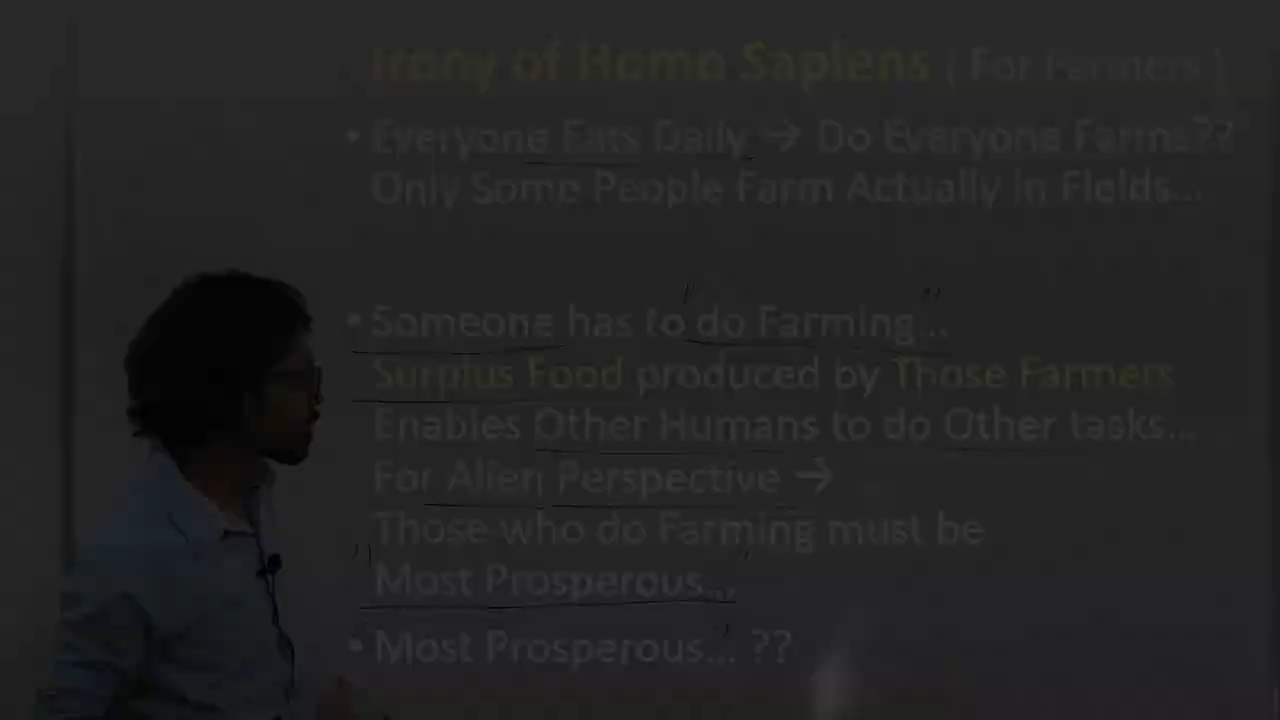 Irony of Homo Sapiens ( For Farmers )
• Everyone Eats Daily → Do Everyone Farms??
Only Some People Farm Actually in Fields...
• Someone has to "do Farming..."
Surplus Food produced by Those Farmers
Enables Other Humans to do Other tasks...
For Alien Perspective →
Those who do Farming must be
"Most Prosperous..."
• Most Prosperous...' ??